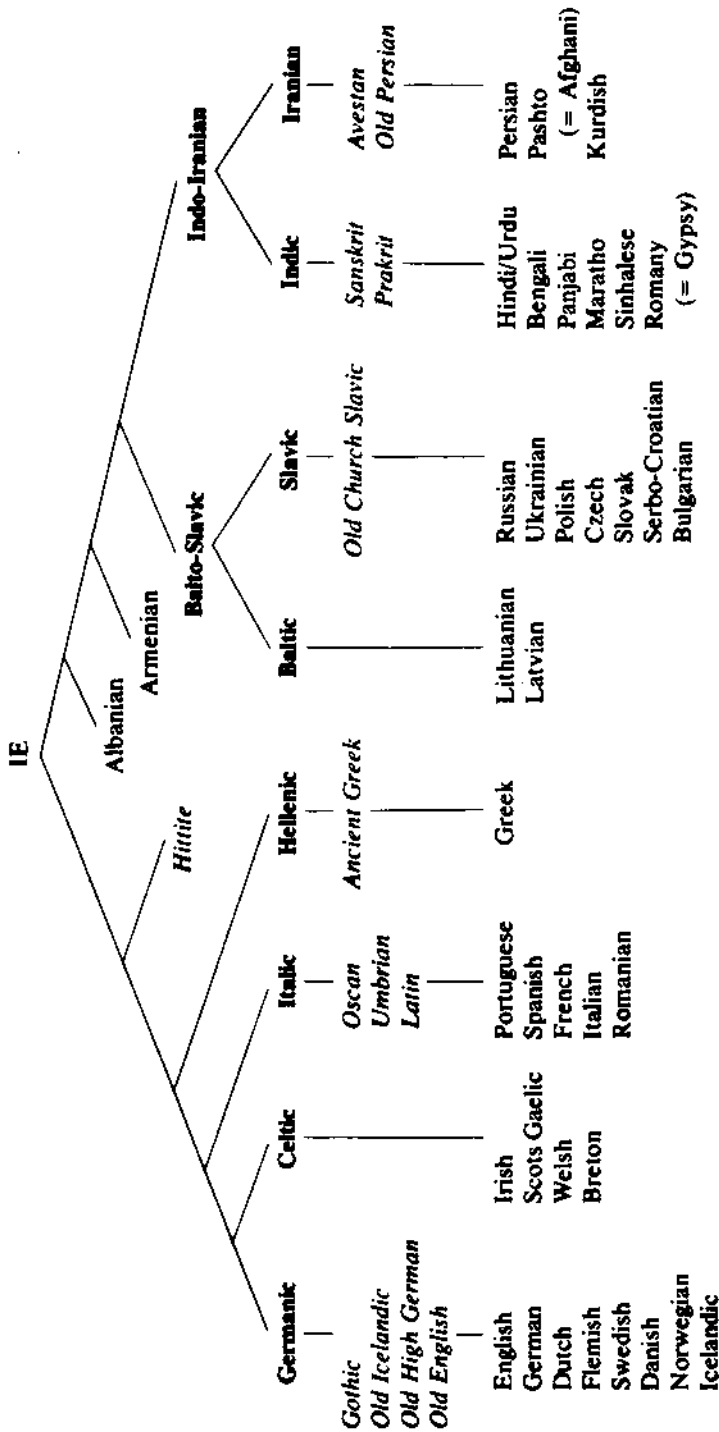 IE
Albanian
Armenian
Hittite
Balto-Slavic
Indo-Iranian
Germanic
Celtic
Italic
Hellenic
Baltic
Slavic
Indic
Iranian
Gothic
Old Icelandic
Old High German
Old English
Oscan
Umbrian
Latin
Ancient Greek
Old Church Slavic
Sanskrit
Prakrit
Avestan
Old Persian
English
German
Dutch
Flemish
Swedish
Danish
Norwegian
Icelandic
Irish
Scots Gaelic
Welsh
Breton
Portuguese
Spanish
French
Italian
Romanian
Greek
Lithuanian
Latvian
Russian
Ukrainian
Polish
Czech
Slovak
Serbo-Croatian
Bulgarian
Hindi/Urdu
Bengali
Panjabi
Maratho
Sinhalese
Romany
(= Gypsy)
Persian
Pashto
(= Afghani)
Kurdish